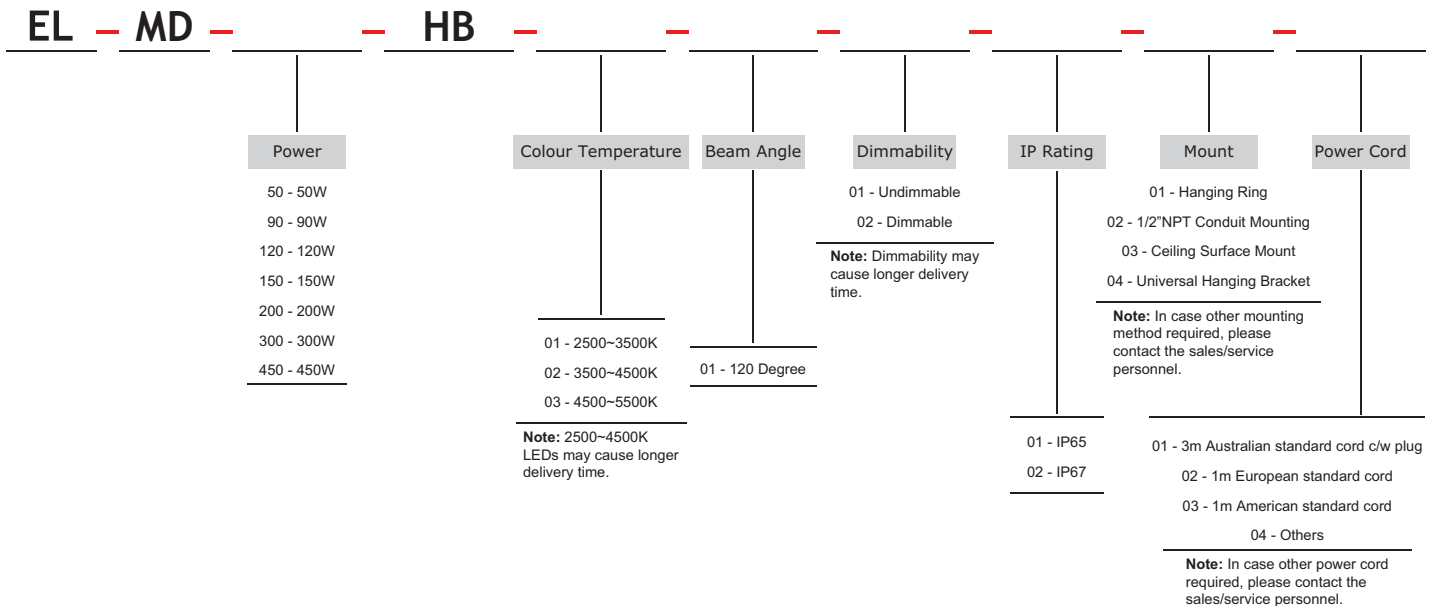 EL – MD – – HB – – – – – –
Power
50 - 50W
90 - 90W
120 - 120W
150 - 150W
200 - 200W
300 - 300W
450 - 450W
Colour Temperature
01 - 2500~3500K
02 - 3500~4500K
03 - 4500~5500K
Note: 2500~4500K
LEDs may cause longer
delivery time.
Beam Angle
01 - 120 Degree
Dimmability
01 - Undimmable
02 - Dimmable
Note: Dimmability may
cause longer delivery
time.
IP Rating
01 - IP65
02 - IP67
Mount
01 - Hanging Ring
02 - 1/2”NPT Conduit Mounting
03 - Ceiling Surface Mount
04 - Universal Hanging Bracket
Note: In case other mounting
method required, please
contact the sales/service
personnel.
Power Cord
01 - 3m Australian standard cord c/w plug
02 - 1m European standard cord
03 - 1m American standard cord
04 - Others
Note: In case other power cord
required, please contact the
sales/service personnel.